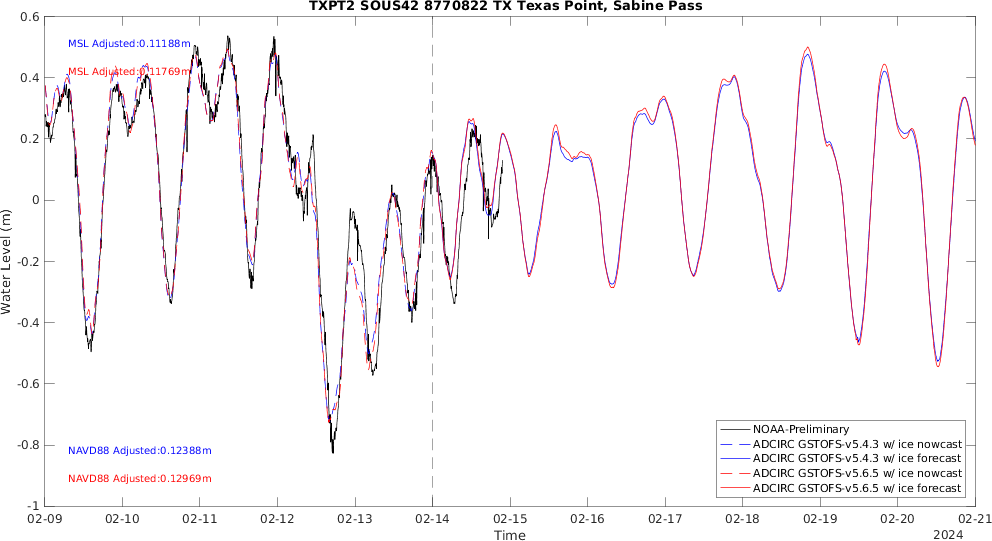 TXPT2 SOUS42 8770822 TX Texas Point, Sabine Pass
0.6
0.4
0.2
0
-0.2
-0.4
-0.6
-0.8
-1
Water Level (m)
MSL Adjusted:0.11188m
MSL Adjusted:0.11769m
NAVD88 Adjusted:0.12388m
NAVD88 Adjusted:0.12969m
NOAA-Preliminary
ADCIRC GSTOFS-v5.4.3 w/ ice nowcast
ADCIRC GSTOFS-v5.4.3 w/ ice forecast
ADCIRC GSTOFS-v5.6.5 w/ ice nowcast
ADCIRC GSTOFS-v5.6.5 w/ ice forecast
02-09 02-10 02-11 02-12 02-13 02-14 02-15 02-16 02-17 02-18 02-19 02-20 02-21
Time
2024